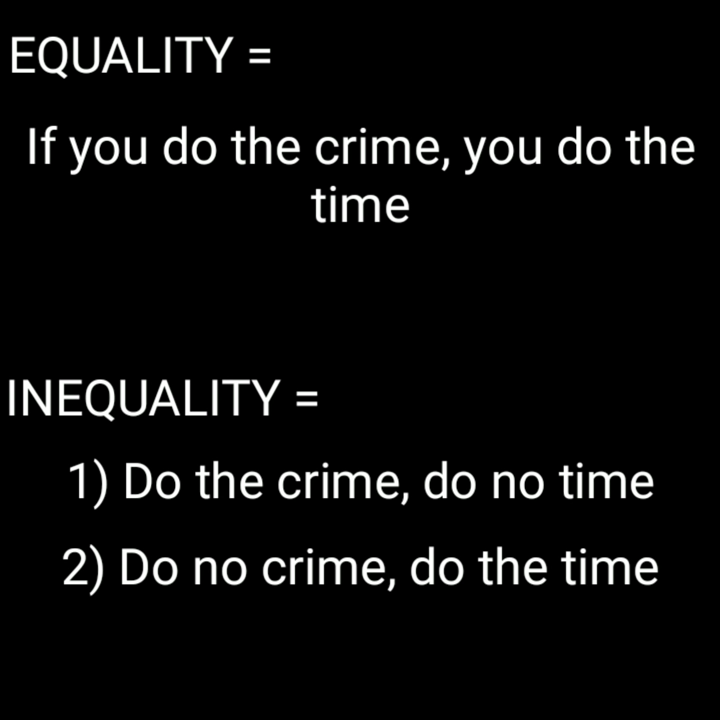 EQUALITY =
If you do the crime, you do the
time
INEQUALITY =
1) Do the crime, do no time
2) Do no crime, do the time